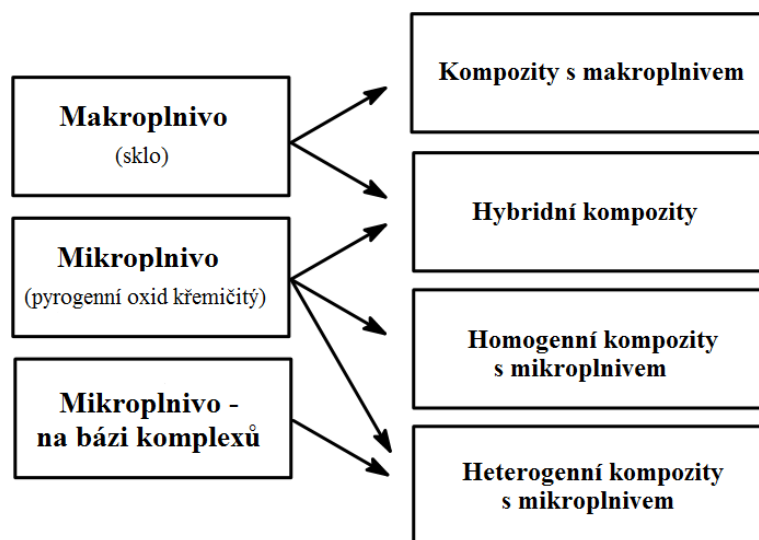 Makroplnivo
(sklo)
Mikroplnivo
(pyrogenní oxid křemičitý)
Mikroplnivo -
na bázi komplexů
Kompozity s makroplnivem
Hybridní kompozity
Homogenní kompozity
s mikroplnivem
Heterogenní kompozity
s mikroplnivem